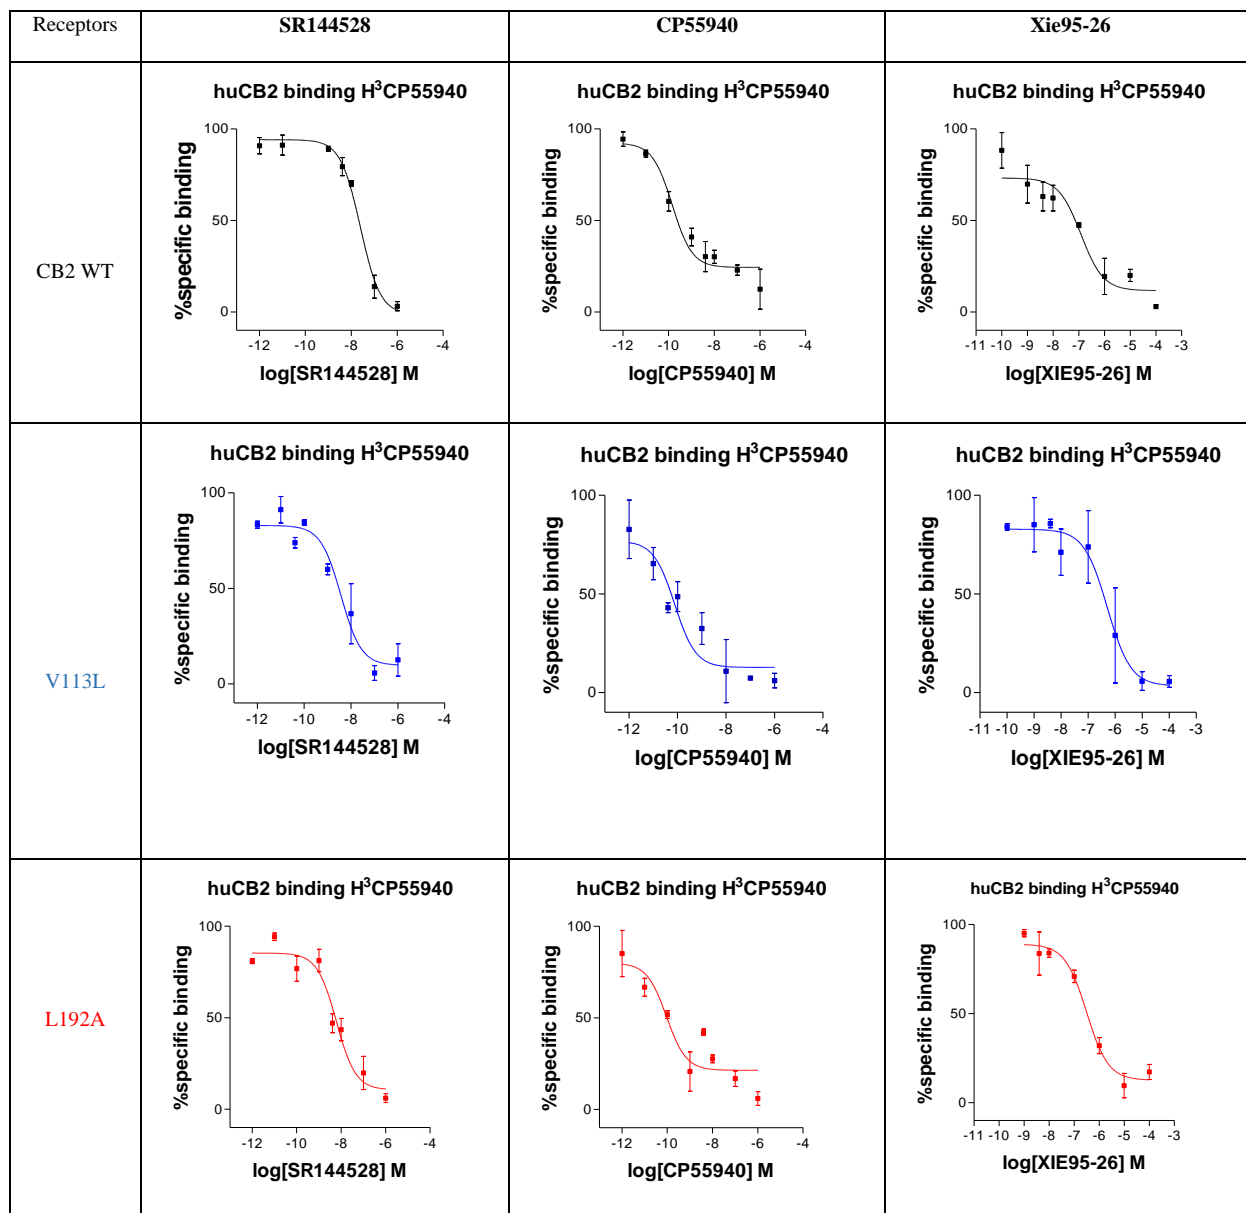 Receptors SR144528 CP55940 Xie95-26
CB2 WT
huCB2 binding H³CP55940
%specific binding
100
50
0
-12 -10 -8 -6 -4
log[SR144528] M
huCB2 binding H³CP55940
%specific binding
100
50
0
-12 -10 -8 -6 -4
log[CP55940] M
huCB2 binding H³CP55940
%specific binding
100
50
0
-11 -10 -9 -8 -7 -6 -5 -4 -3
log[XIE95-26] M
V113L
huCB2 binding H³CP55940
%specific binding
100
50
0
-12 -10 -8 -6 -4
log[SR144528] M
huCB2 binding H³CP55940
%specific binding
100
50
0
-12 -10 -8 -6 -4
log[CP55940] M
huCB2 binding H³CP55940
%specific binding
100
50
0
-11 -10 -9 -8 -7 -6 -5 -4 -3
log[XIE95-26] M
L192A
huCB2 binding H³CP55940
%specific binding
100
50
0
-12 -10 -8 -6 -4
log[SR144528] M
huCB2 binding H³CP55940
%specific binding
100
50
0
-12 -10 -8 -6 -4
log[CP55940] M
huCB2 binding H³CP55940
%specific binding
100
50
0
-11 -10 -9 -8 -7 -6 -5 -4 -3
log[XIE95-26] M